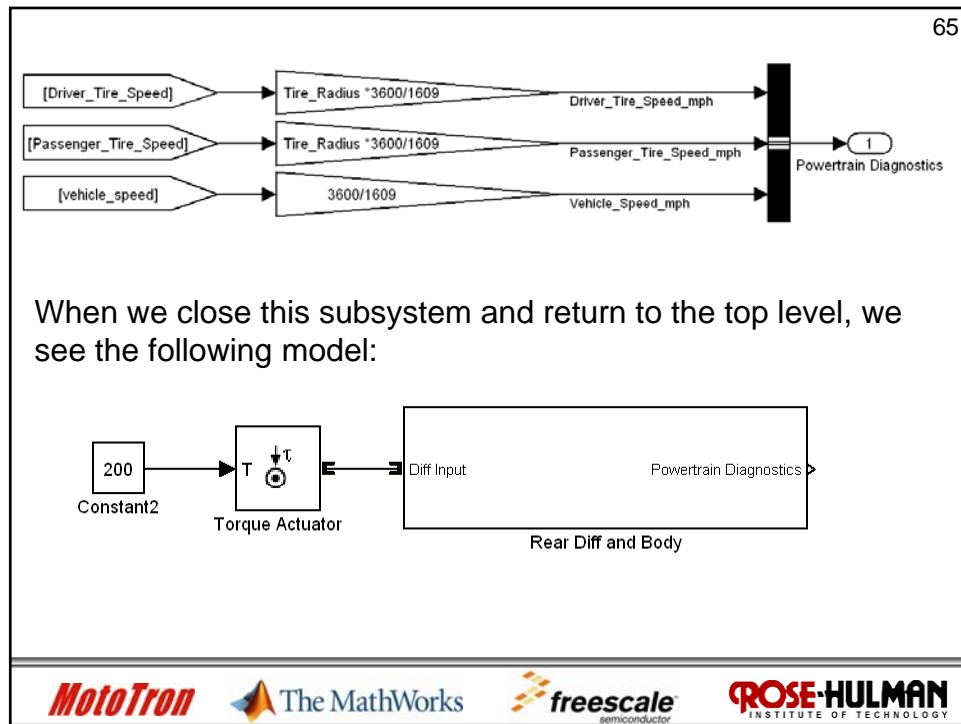 65
[Driver_Tire_Speed]
Tire_Radius *3600/1609
Driver_Tire_Speed_mph
[Passenger_Tire_Speed]
Tire_Radius *3600/1609
Passenger_Tire_Speed_mph
1
Powertrain Diagnostics
[vehicle_speed]
3600/1609
Vehicle_Speed_mph
When we close this subsystem and return to the top level, we
see the following model:
200
Constant2
T
τ
Torque Actuator
Diff Input
Powertrain Diagnostics
Rear Diff and Body
MotoTron
The MathWorks
freescale
semiconductor
ROSE-HULMAN
INSTITUTE OF TECHNOLOGY